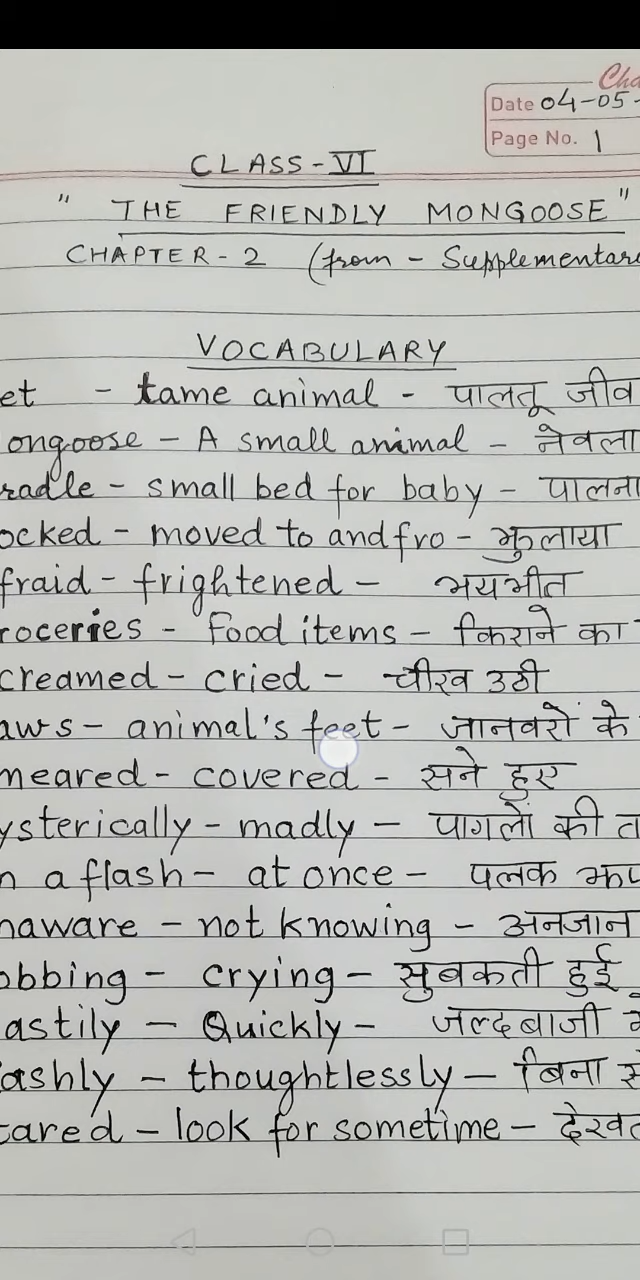 Date 04-05-
Page No. 1
CLASS-VI
" THE FRIENDLY MONGOOSE "
CHAPTER-2 (from - Supplementar
VOCABULARY
et - tame animal - पालतू जीव
ongoose - A small animal - नेवला
radle - small bed for baby - पालना
ocked - moved to and fro - झुलाया
fraid - frightened - भयभीत
roceries - Food items - किराने का
creamed - cried - चीख उठी
aws - animal's feet - जानवरों के
meared - covered - सने हुए
ysterically - madly - पागलों की त
n a flash - at once - पलक झप
naware - not knowing - अनजान
obbing - crying - सुबकती हुई
astily - Quickly - जल्दबाजी
ashly - thoughtlessly - बिना
tared - look for sometime - देखत